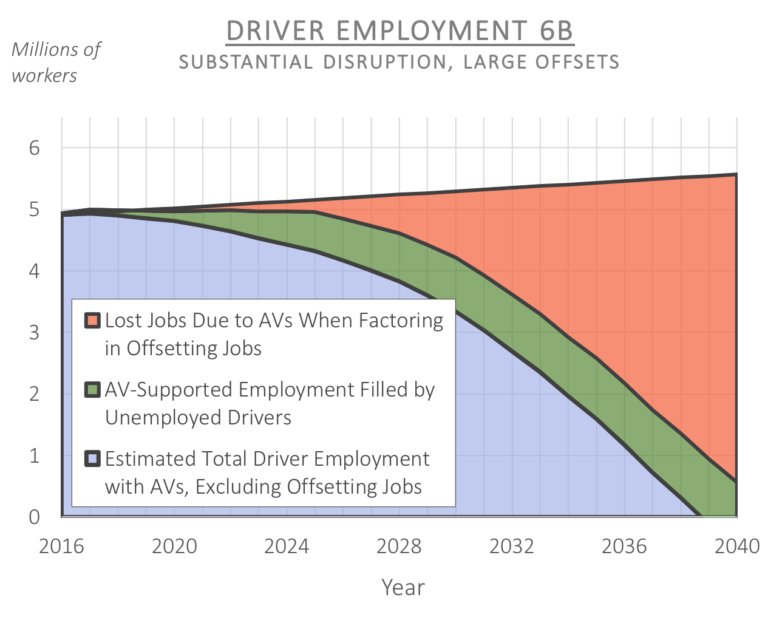 DRIVER EMPLOYMENT 6B
SUBSTANTIAL DISRUPTION, LARGE OFFSETS
Millions of
workers
6
5
4
3
2
1
0
Lost Jobs Due to AVs When Factoring
in Offsetting Jobs
AV-Supported Employment Filled by
Unemployed Drivers
Estimated Total Driver Employment
with AVs, Excluding Offsetting Jobs
2016 2020 2024 2028 2032 2036 2040
Year